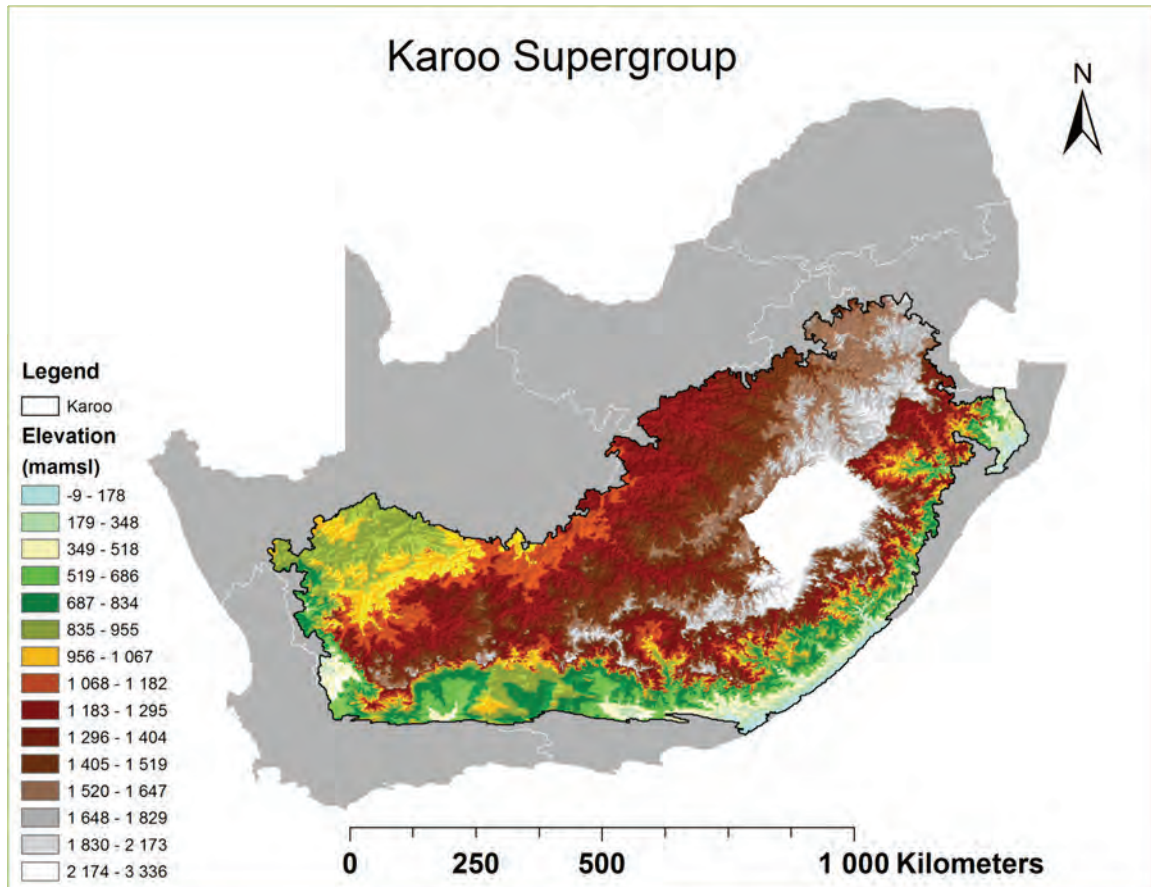 Karoo Supergroup
N
Legend
Karoo
Elevation
(mamsl)
-9 - 178
179 - 348
349 - 518
519 - 686
687 - 834
835 - 955
956 - 1 067
1 068 - 1 182
1 183 - 1 295
1 296 - 1 404
1 405 - 1 519
1 520 - 1 647
1 648 - 1 829
1 830 - 2 173
2 174 - 3 336
0 250 500 1 000 Kilometers